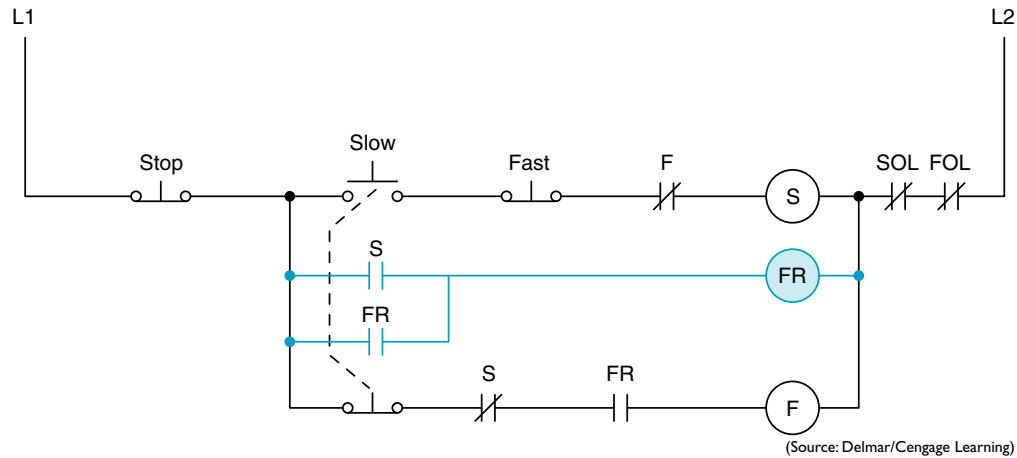 L1 L2
Slow
Stop Fast F SOL FOL
S
S
FR
FR
S FR
F
(Source: Delmar/Cengage Learning)